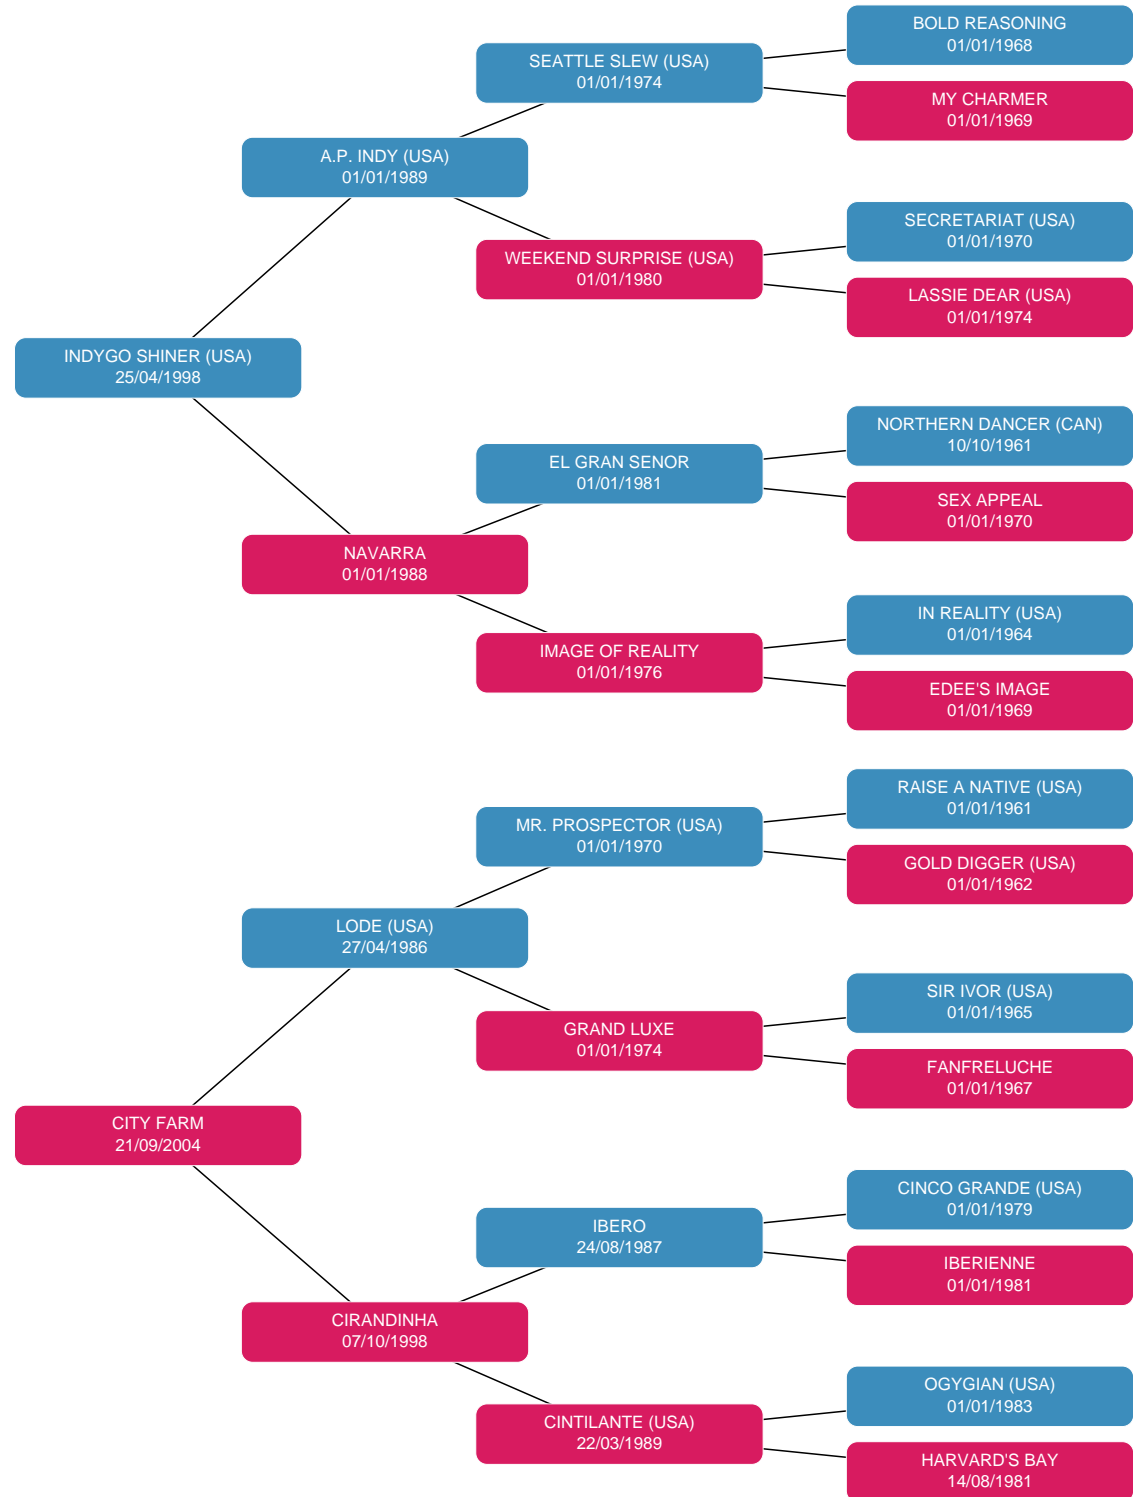 BOLD REASONING
01/01/1968
SEATTLE SLEW (USA)
01/01/1974
MY CHARMER
01/01/1969
A.P. INDY (USA)
01/01/1989
SECRETARIAT (USA)
01/01/1970
WEEKEND SURPRISE (USA)
01/01/1980
LASSIE DEAR (USA)
01/01/1974
INDYGO SHINER (USA)
25/04/1998
NORTHERN DANCER (CAN)
10/10/1961
EL GRAN SENOR
01/01/1981
SEX APPEAL
01/01/1970
NAVARRA
01/01/1988
IN REALITY (USA)
01/01/1964
IMAGE OF REALITY
01/01/1976
EDEE'S IMAGE
01/01/1969
RAISE A NATIVE (USA)
01/01/1961
MR. PROSPECTOR (USA)
01/01/1970
GOLD DIGGER (USA)
01/01/1962
LODE (USA)
27/04/1986
SIR IVOR (USA)
01/01/1965
GRAND LUXE
01/01/1974
FANFRELUCHE
01/01/1967
CITY FARM
21/09/2004
CINCO GRANDE (USA)
01/01/1979
IBERO
24/08/1987
IBERIENNE
01/01/1981
CIRANDINHA
07/10/1998
OGYGIAN (USA)
01/01/1983
CINTILANTE (USA)
22/03/1989
HARVARD'S BAY
14/08/1981